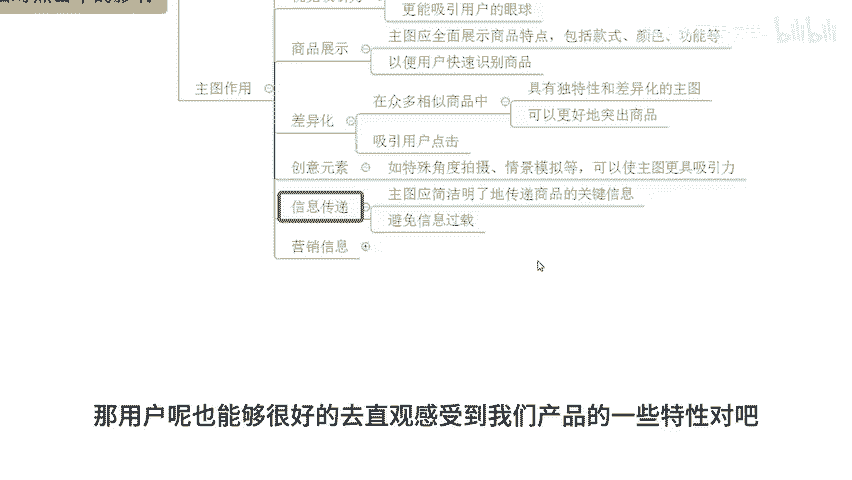 更能吸引用户的眼球
主图应全面展示商品特点，包括款式、颜色、功能等
商品展示
以便用户快速识别商品
主图作用
具有独特性和差异化的主图
在众多相似商品中
可以更好地突出商品
差异化
吸引用户点击
创意元素
如特殊角度拍摄、情景模拟等，可以使主图更具吸引力
主图应简洁明了地传递商品的关键信息
信息传递
避免信息过载
营销信息
bilibili
那用户呢也能够很好的去直观感受到我们产品的一些特性对吧